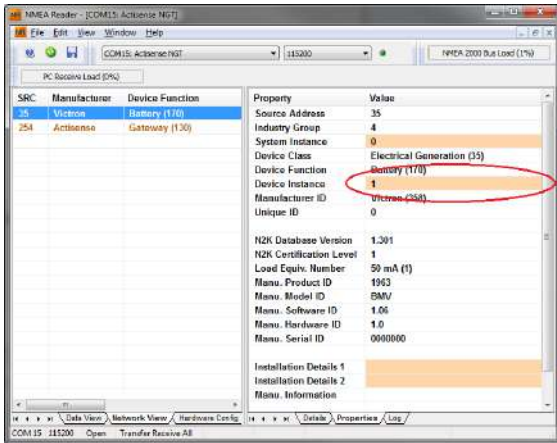 NMEA Reader - [COM15: Actisense NGT]
File Edit View Window Help
COM15: Actisense NGT 115200 NMEA 2000 Bus Load (1%)
PC Receive Load (0%)
SRC Manufacturer Device Function
35 Victron Battery (170)
254 Actisense Gateway (130)
Property Value
Source Address 35
Industry Group 4
System Instance 0
Device Class Electrical Generation (35)
Device Function Battery (170)
Device Instance 1
Manufacturer ID Victron (358)
Unique ID 0
N2K Database Version 1.301
N2K Certification Level 1
Load Equiv. Number 50 mA (1)
Manu. Product ID 1963
Manu. Model ID BMV
Manu. Software ID 1.06
Manu. Hardware ID 1.0
Manu. Serial ID 0000000
Installation Details 1
Installation Details 2
Manu. Information
Data View Network View Hardware Config Details Properties Log
COM 15 115200 Open Transfer Receive All